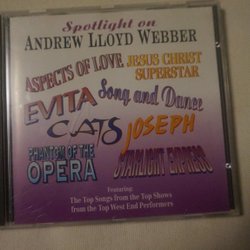 Spotlight on
ANDREW LLOYD WEBBER
ASPECTS OF LOVE
JESUS CHRIST
SUPERSTAR
EVITA
Song and Dance
CATS
JOSEPH
PHANTOM OF THE
OPERA
STARLIGHT EXPRESS
Featuring:
The Top Songs from the Top Shows
from the Top West End Performers